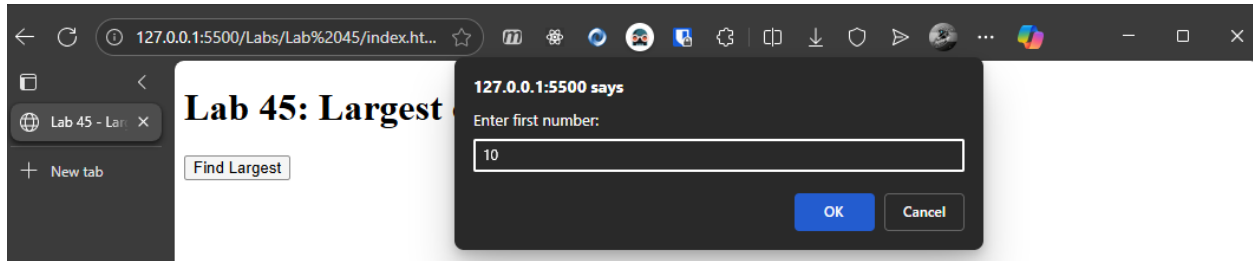 127.0.0.1:5500/Labs/Lab%2045/index.ht...
127.0.0.1:5500 says
Enter first number:
10
OK
Cancel
Lab 45 - Lar
New tab
Lab 45: Largest
Find Largest